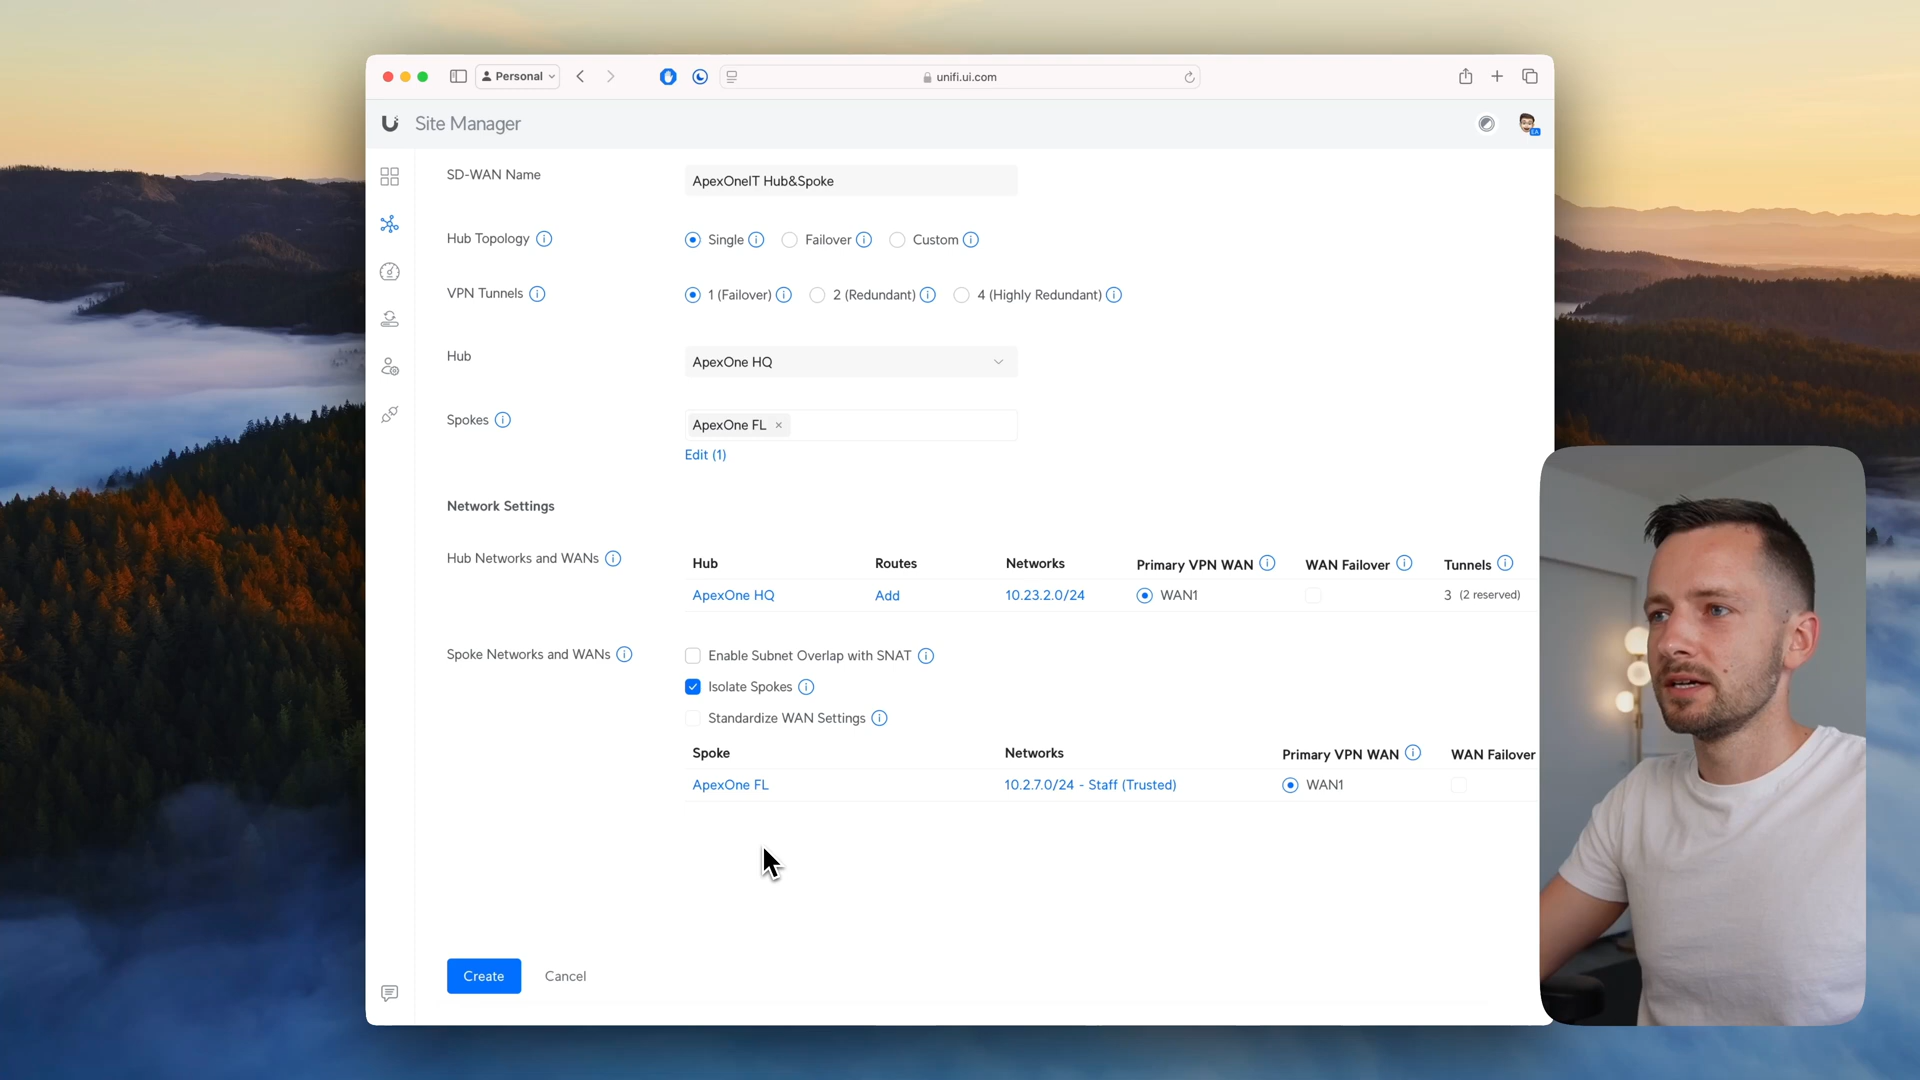 Personal
unifi.ui.com
Site Manager
EA
SD-WAN Name
ApexOneIT Hub&Spoke
Hub Topology
Single
Failover
Custom
VPN Tunnels
1 (Failover)
2 (Redundant)
4 (Highly Redundant)
Hub
ApexOne HQ
Spokes
ApexOne FL
Edit (1)
Network Settings
Hub Networks and WANs
Hub Routes Networks Primary VPN WAN WAN Failover Tunnels
ApexOne HQ Add 10.23.2.0/24 WAN1 3 (2 reserved)
Spoke Networks and WANs
Enable Subnet Overlap with SNAT
Isolate Spokes
Standardize WAN Settings
Spoke Networks Primary VPN WAN WAN Failover
ApexOne FL 10.2.7.0/24 - Staff (Trusted) WAN1
Create Cancel